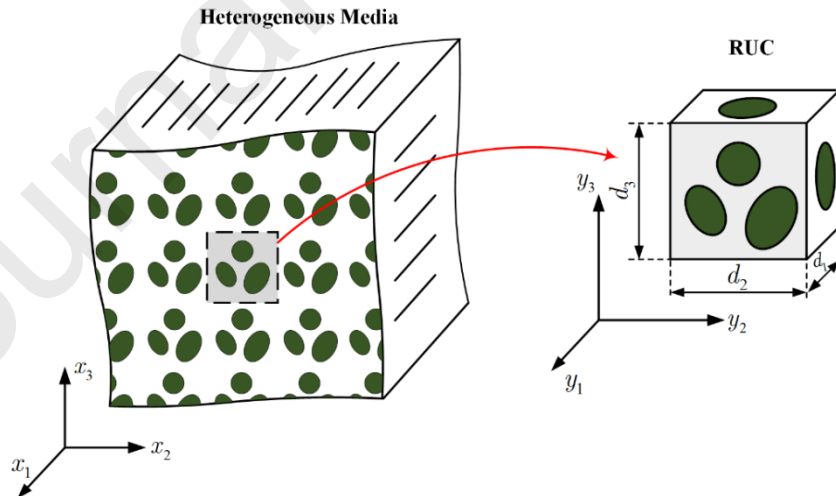 Heterogeneous Media
RUC
y₃
d₃
d₁
d₂
y₂
y₁
x₃
x₂
x₁